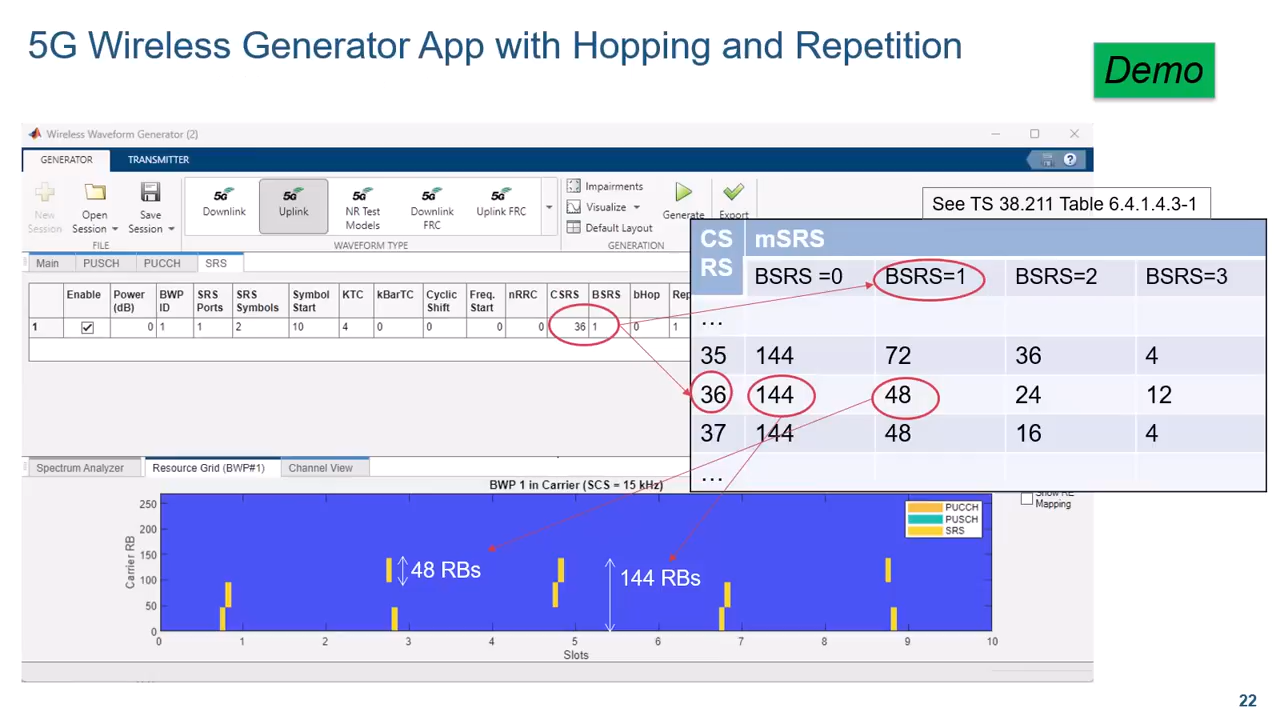 5G Wireless Generator App with Hopping and Repetition
Demo
Wireless Waveform Generator (2)
GENERATOR TRANSMITTER
New Session
Open Session
Save Session
FILE
5G Downlink
5G Uplink
5G NR Test Models
5G Downlink FRC
5G Uplink FRC
WAVEFORM TYPE
Impairments
Visualize
Default Layout
Generate
Export
GENERATION
See TS 38.211 Table 6.4.1.4.3-1
Main PUSCH PUCCH SRS
Enable Power (dB) BWP ID SRS Ports SRS Symbols Symbol Start KTC kBarTC Cyclic Shift Freq. Start nRRC CSRS BSRS bHop Rep
1 0 1 1 2 10 4 0 0 0 0 36 1 0 1
CSRS mSRS
BSRS =0 BSRS=1 BSRS=2 BSRS=3
...
35 144 72 36 4
36 144 48 24 12
37 144 48 16 4
...
Spectrum Analyzer Resource Grid (BWP#1) Channel View
BWP 1 in Carrier (SCS = 15 kHz)
Show RE Mapping
PUCCH
PUSCH
SRS
Carrier RB
250
200
150
100
50
0
48 RBs
144 RBs
0 1 2 3 4 5 6 7 8 9 10
Slots
22